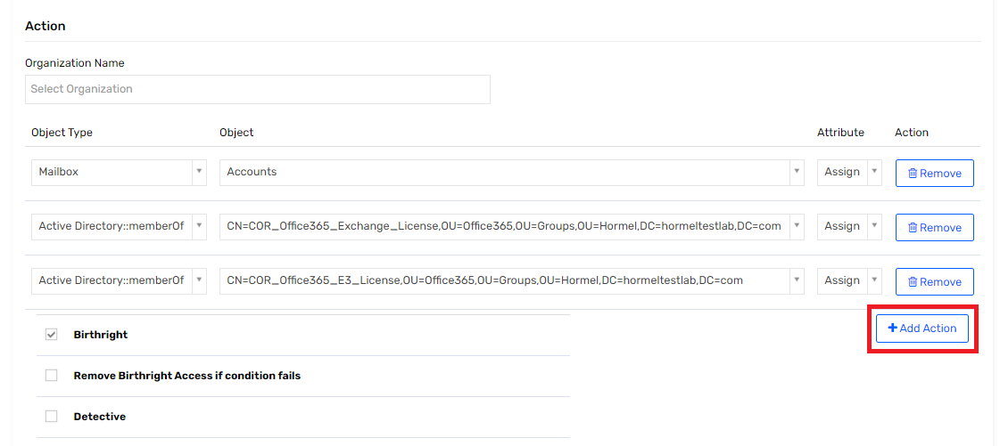 Action
Organization Name
Select Organization
Object Type Object Attribute Action
Mailbox Accounts Assign Remove
Active Directory::memberOf CN=COR_Office365_Exchange_License,OU=Office365,OU=Groups,OU=Hormel,DC=hormeltestlab,DC=com Assign Remove
Active Directory::memberOf CN=COR_Office365_E3_License,OU=Office365,OU=Groups,OU=Hormel,DC=hormeltestlab,DC=com Assign Remove
+ Add Action
Birthright
Remove Birthright Access if condition fails
Detective